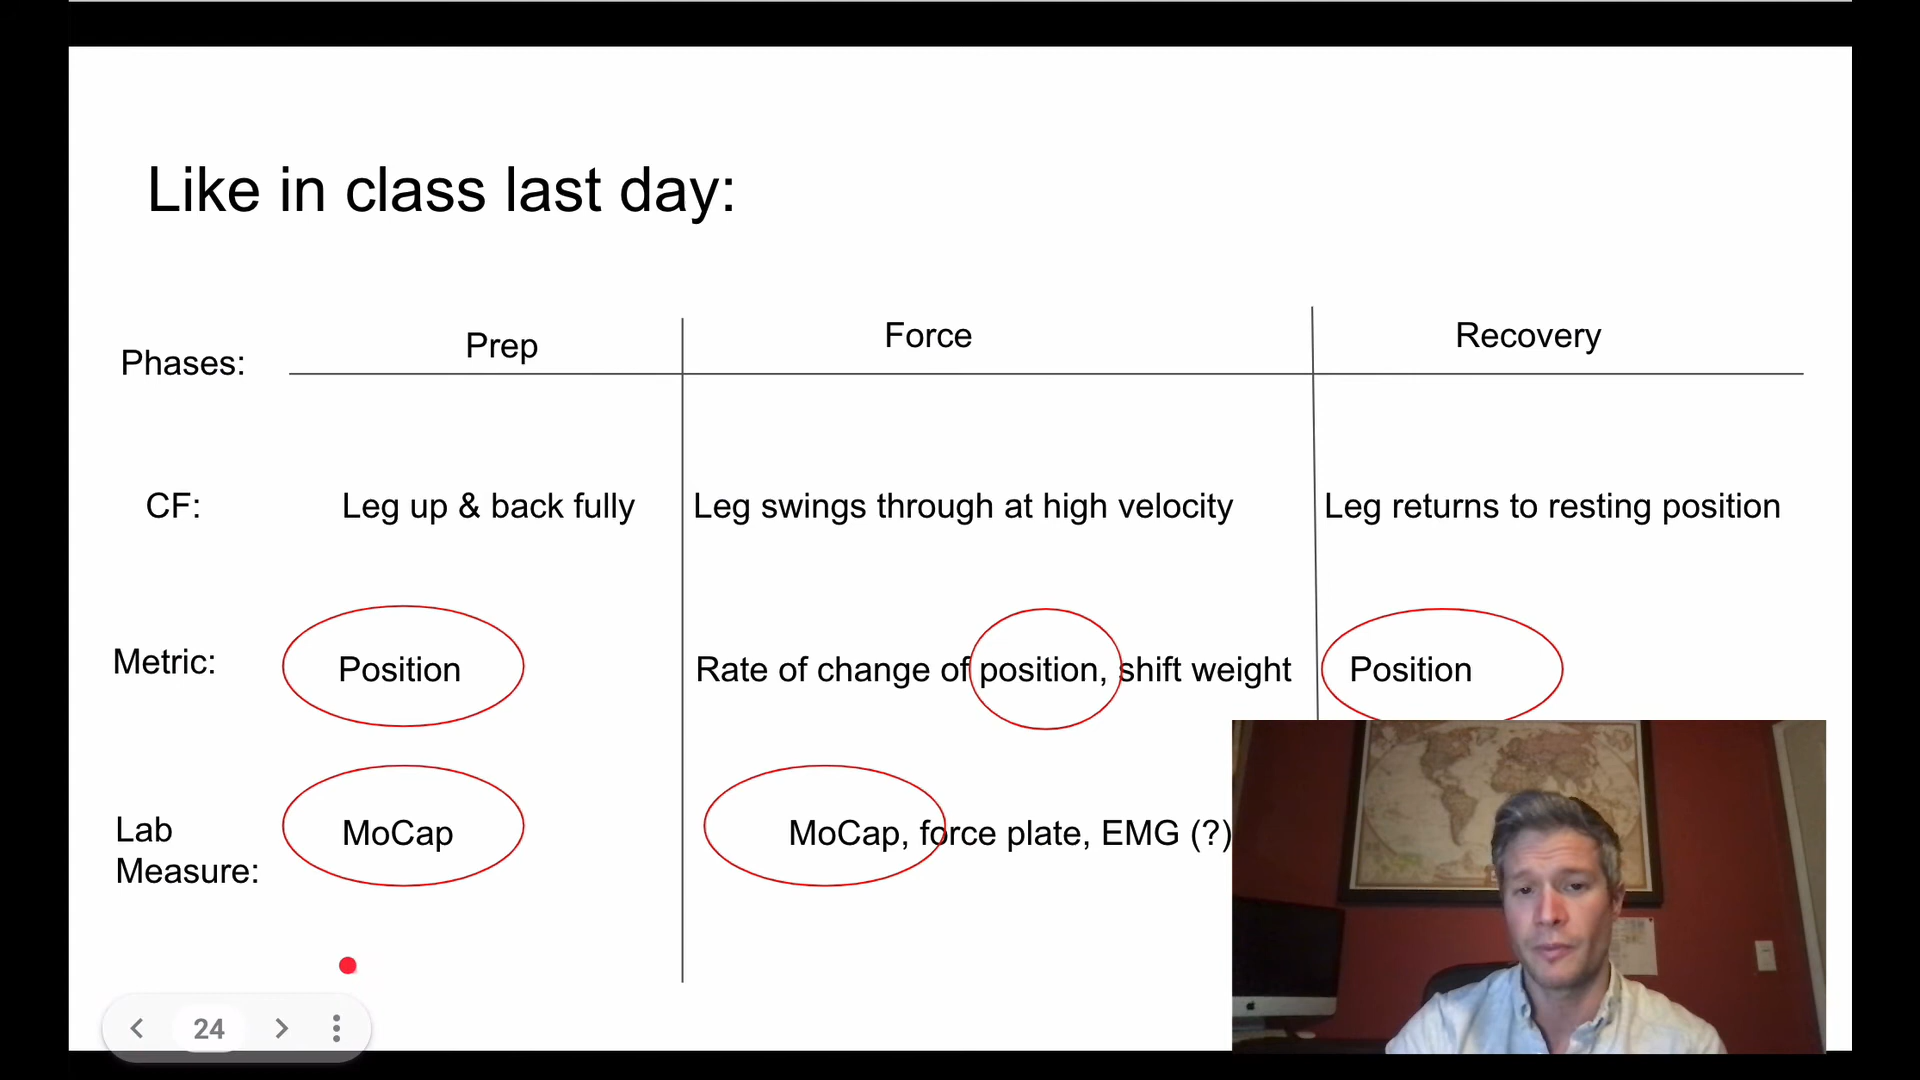 Like in class last day:
Phases:
Prep
Force
Recovery
CF:
Leg up & back fully
Leg swings through at high velocity
Leg returns to resting position
Metric:
Position
Rate of change of position, shift weight
Position
Lab
Measure:
MoCap
MoCap, force plate, EMG (?)
24